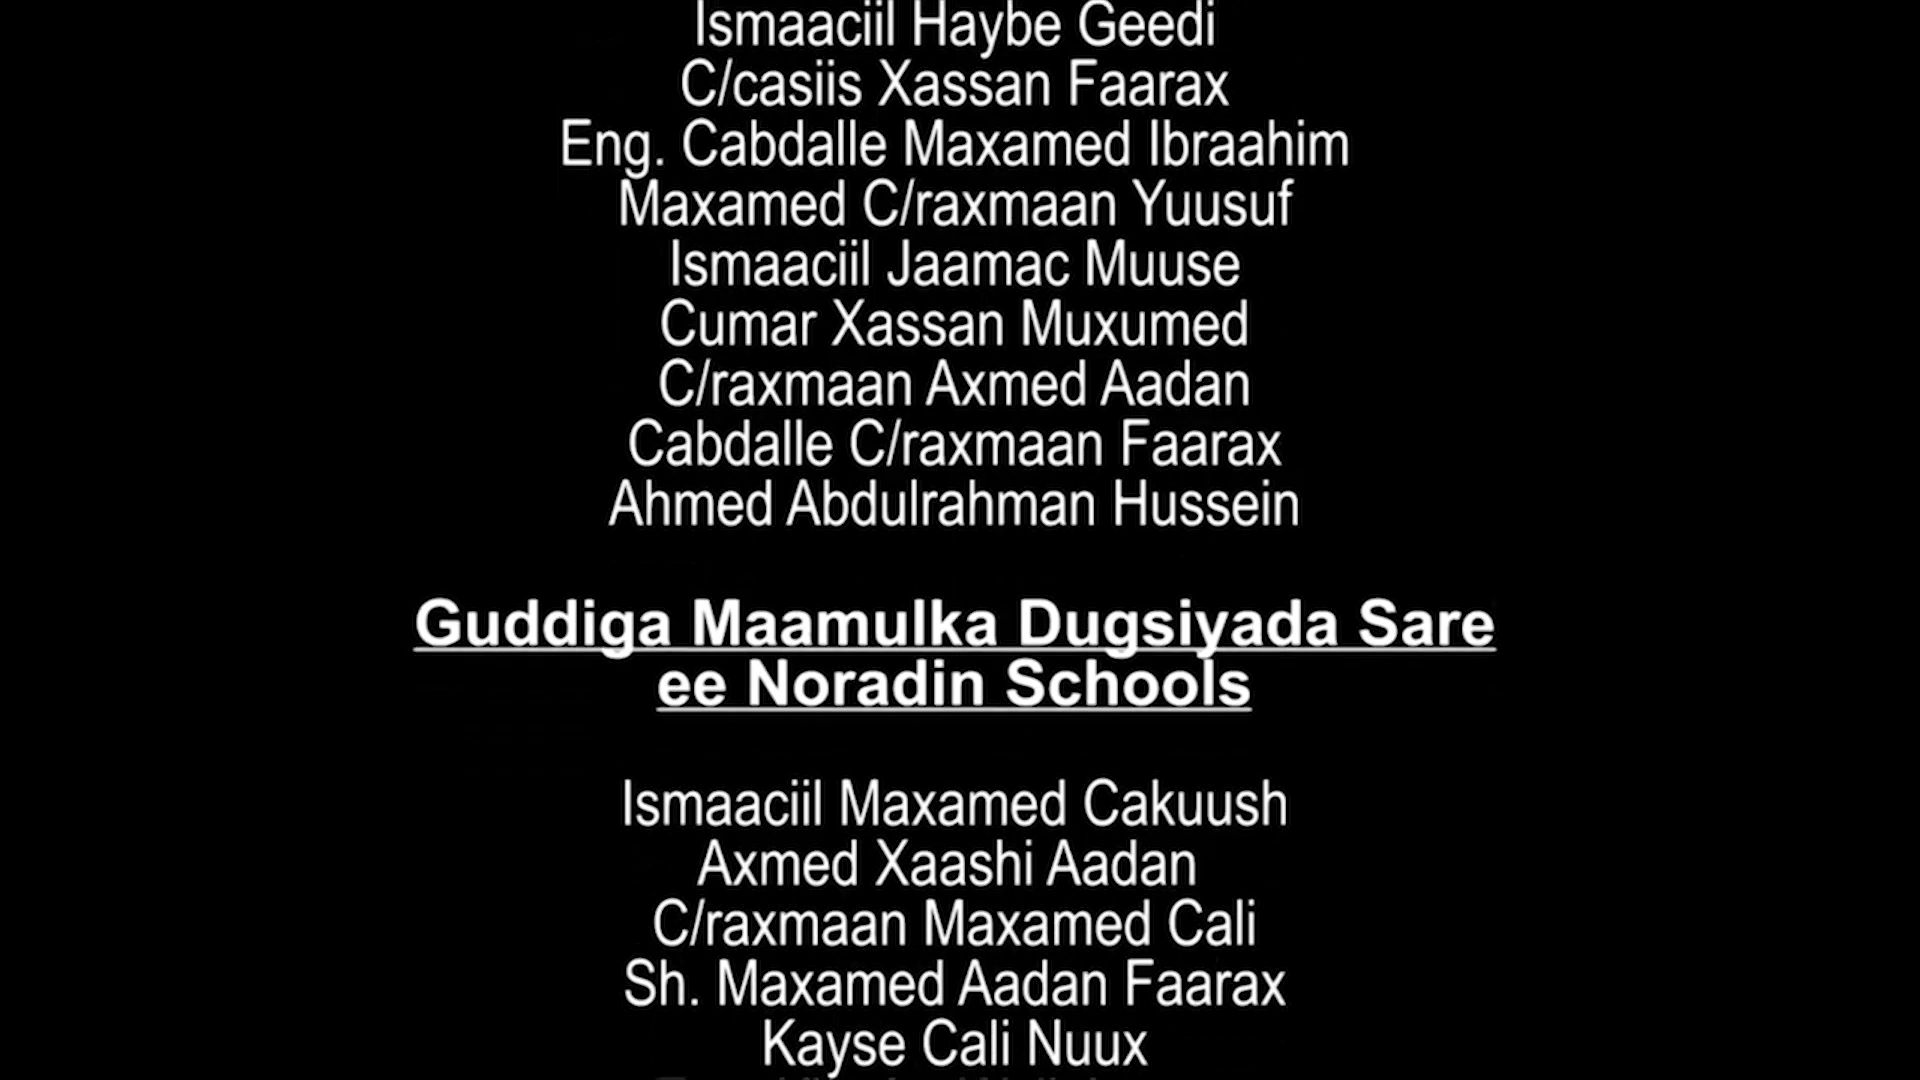 Ismaaciil Haybe Geedi
C/casiis Xassan Faarax
Eng. Cabdalle Maxamed Ibraahim
Maxamed C/raxmaan Yuusuf
Ismaaciil Jaamac Muuse
Cumar Xassan Muxumed
C/raxmaan Axmed Aadan
Cabdalle C/raxmaan Faarax
Ahmed Abdulrahman Hussein
Guddiga Maamulka Dugsiyada Sare
ee Noradin Schools
Ismaaciil Maxamed Cakuush
Axmed Xaashi Aadan
C/raxmaan Maxamed Cali
Sh. Maxamed Aadan Faarax
Kayse Cali Nuux